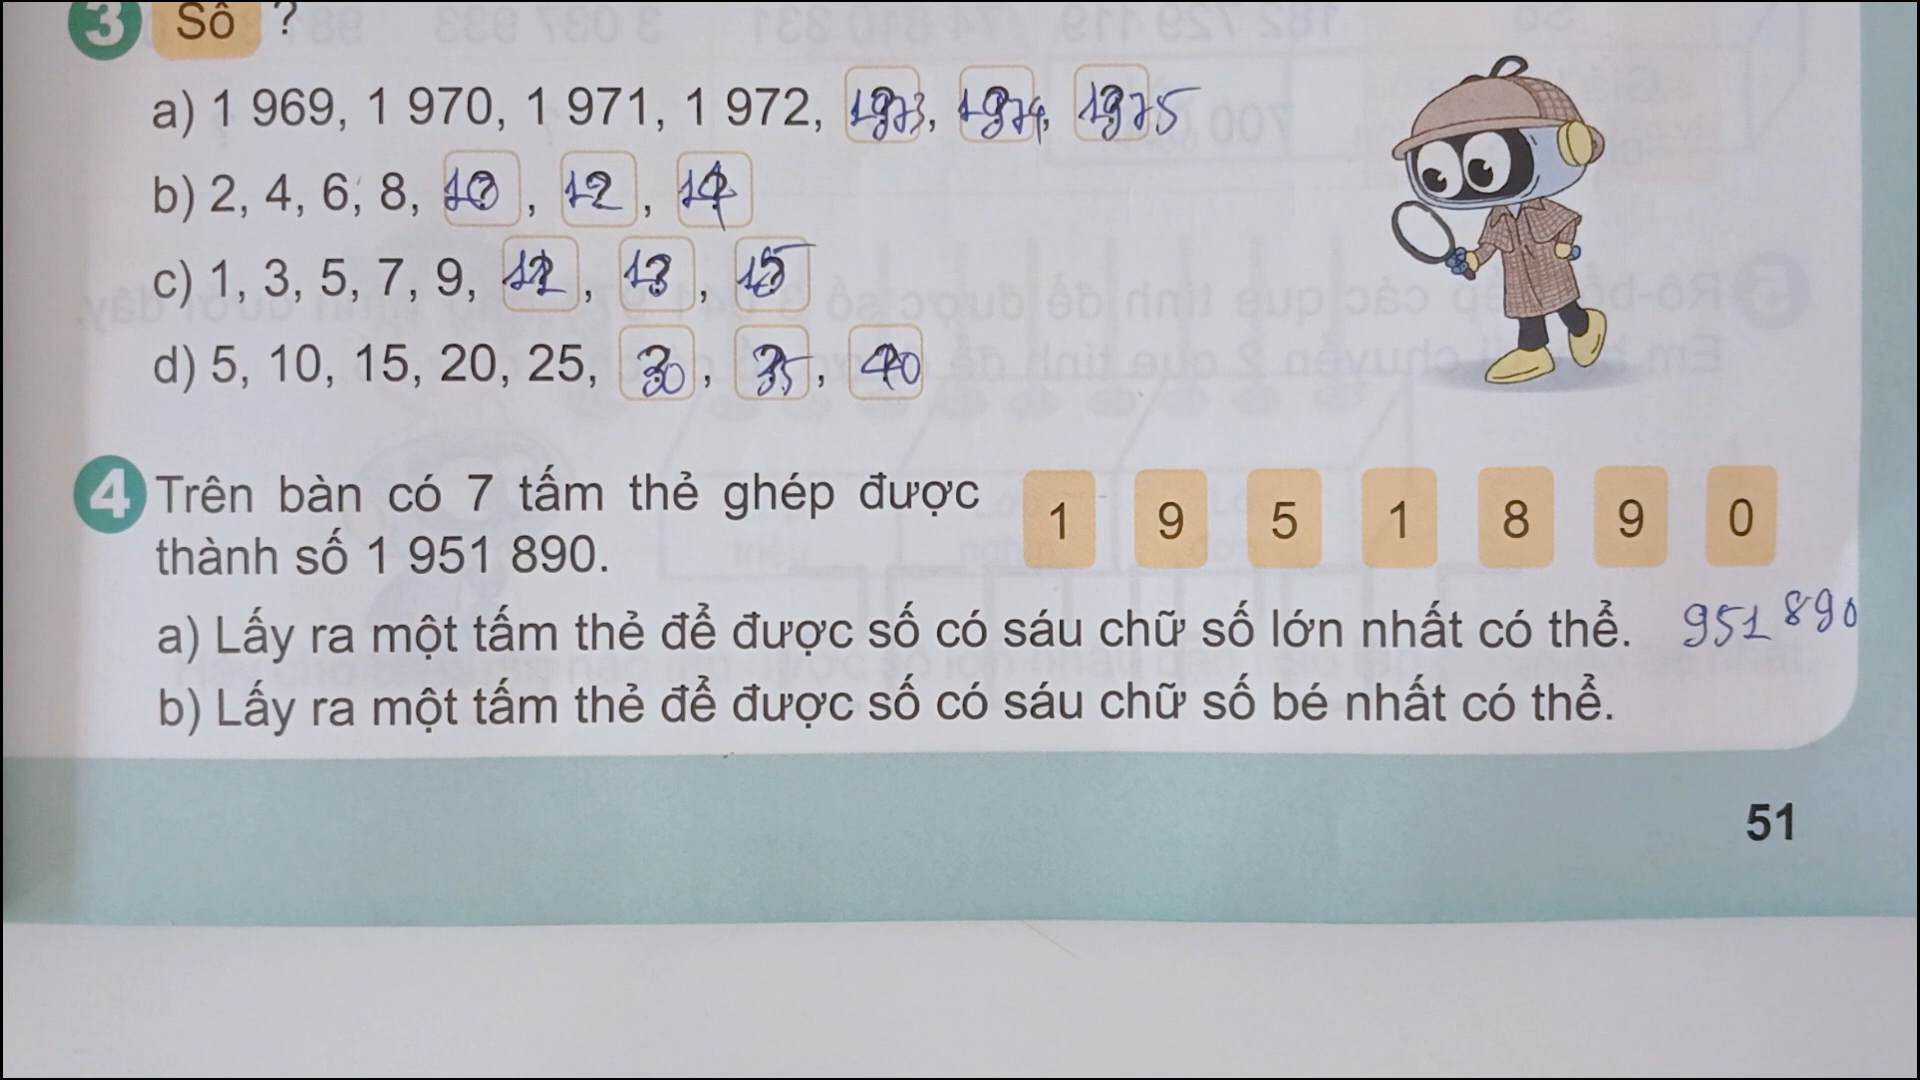 3 Số ?
a) 1 969, 1 970, 1 971, 1 972, 1973, 1974, 1975
b) 2, 4, 6, 8, 10, 12, 14
c) 1, 3, 5, 7, 9, 11, 13, 15
d) 5, 10, 15, 20, 25, 30, 35, 40
4 Trên bàn có 7 tấm thẻ ghép được
thành số 1 951 890.
1 9 5 1 8 9 0
a) Lấy ra một tấm thẻ để được số có sáu chữ số lớn nhất có thể. 951 890
b) Lấy ra một tấm thẻ để được số có sáu chữ số bé nhất có thể.
51